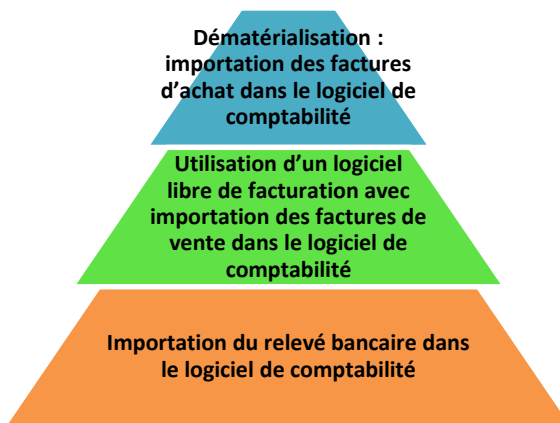 Dématérialisation :
importation des factures
d’achat dans le logiciel de
comptabilité
Utilisation d’un logiciel
libre de facturation avec
importation des factures de
vente dans le logiciel de
comptabilité
Importation du relevé bancaire dans
le logiciel de comptabilité